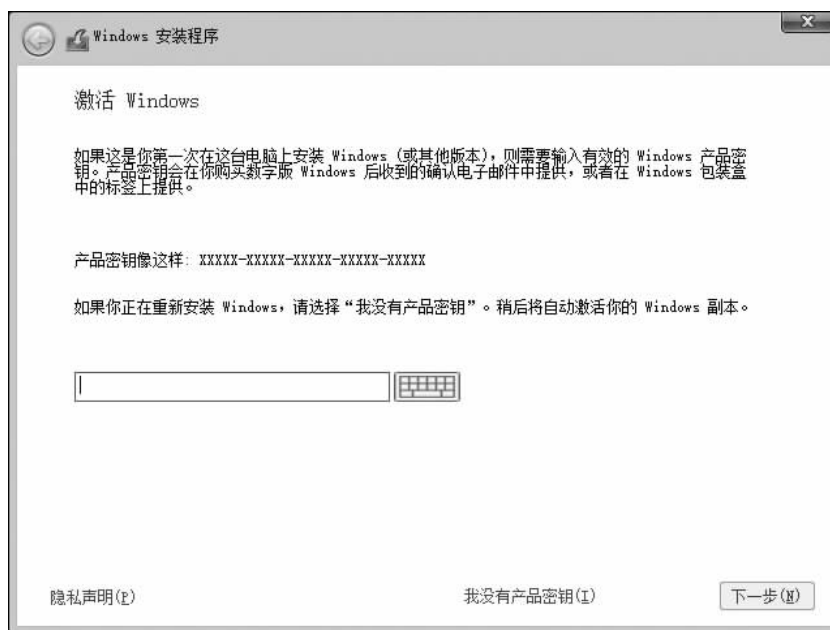 Windows 安装程序
激活 Windows
如果这是你第一次在这台电脑上安装 Windows (或其他版本)，则需要输入有效的 Windows 产品密
钥。产品密钥会在你购买数字版 Windows 后收到的确认电子邮件中提供，或者在 Windows 包装盒
中的标签上提供。
产品密钥像这样: XXXXX-XXXXX-XXXXX-XXXXX-XXXXX
如果你正在重新安装 Windows，请选择“我没有产品密钥”。稍后将自动激活你的 Windows 副本。
隐私声明(P) 我没有产品密钥(I) 下一步(N)